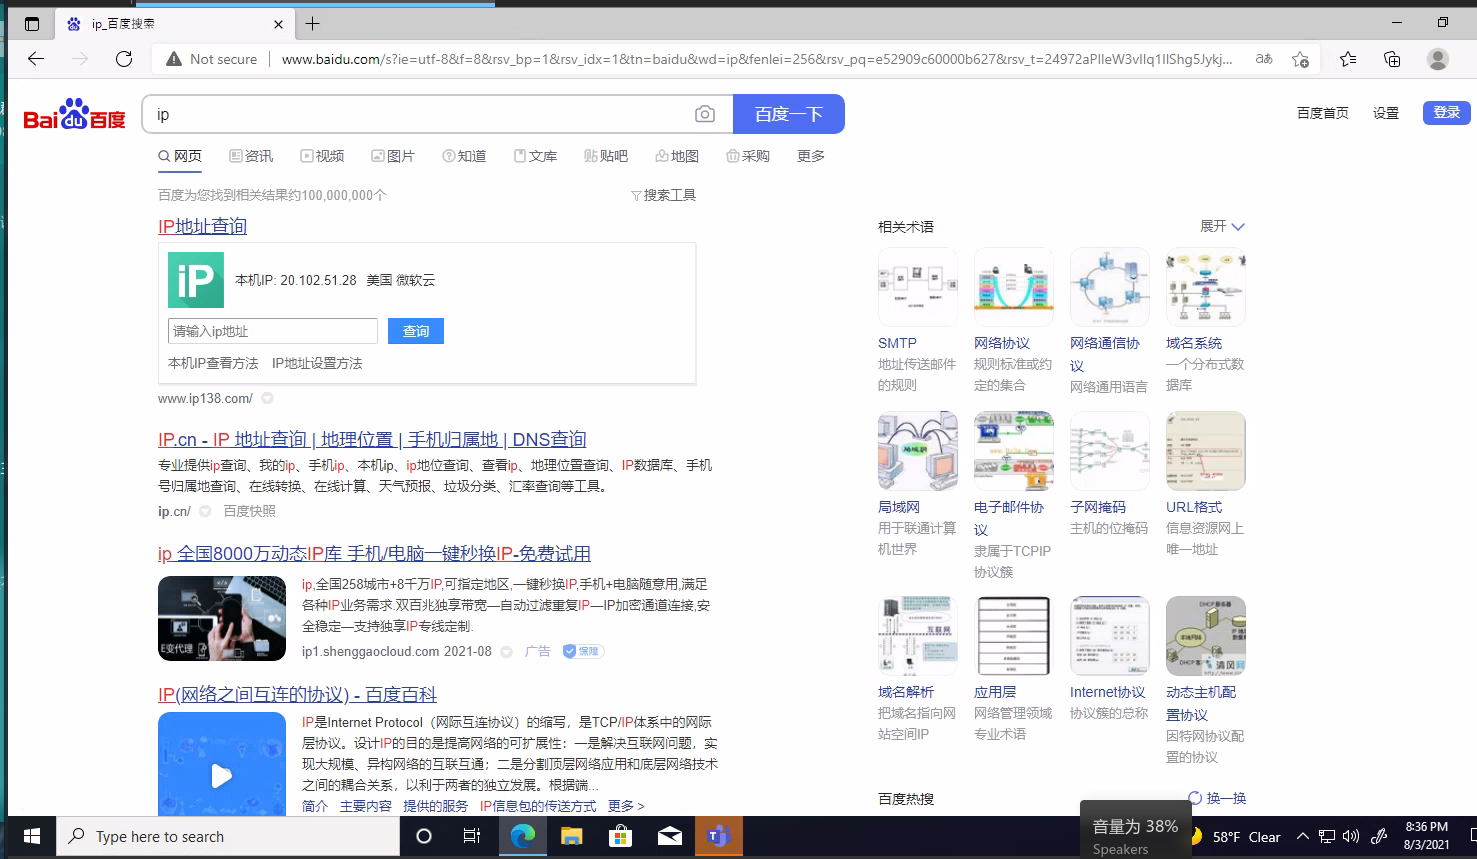 ip_百度搜索
Not secure
www.baidu.com/s?ie=utf-8&f=8&rsv_bp=1&rsv_idx=1&tn=baidu&wd=ip&fenlei=256&rsv_pq=e52909c60000b627&rsv_t=24972aPlleW3vllq1IlShg5Jykj...
Bai du 百度
ip
百度一下
百度首页 设置 登录
网页 资讯 视频 图片 知道 文库 贴吧 地图 采购 更多
百度为您找到相关结果约100,000,000个
搜索工具
IP地址查询
iP
本机IP: 20.102.51.28 美国 微软云
请输入ip地址
查询
本机IP查看方法 IP地址设置方法
www.ip138.com/
IP.cn - IP 地址查询 | 地理位置 | 手机归属地 | DNS查询
专业提供ip查询、我的ip、手机ip、本机ip、ip地位查询、查看ip、地理位置查询、IP数据库、手机
号归属地查询、在线转换、在线计算、天气预报、垃圾分类、汇率查询等工具。
ip.cn/ 百度快照
ip 全国8000万动态IP库 手机/电脑一键秒换IP-免费试用
E变代理
ip,全国258城市+8千万IP,可指定地区,一键秒换IP,手机+电脑随意用,满足
各种IP业务需求.双百兆独享带宽—自动过滤重复IP—IP加密通道连接,安
全稳定—支持独享IP专线定制.
ip1.shenggaocloud.com 2021-08 广告 保障
IP(网络之间互连的协议) - 百度百科
IP是Internet Protocol（网际互连协议）的缩写，是TCP/IP体系中的网际
层协议。设计IP的目的是提高网络的可扩展性：一是解决互联网问题，实
现大规模、异构网络的互联互通；二是分割顶层网络应用和底层网络技术
之间的耦合关系，以利于两者的独立发展。根据端...
简介 主要内容 提供的服务 IP信息包的传送方式 更多 >
相关术语
展开
SMTP
地址传送邮件
的规则
网络协议
规则标准或约
定的集合
网络通信协
议
网络通用语言
域名系统
一个分布式数
据库
局域网
局域网
用于联通计算
机世界
电子邮件协
议
隶属于TCPIP
协议簇
子网掩码
主机的位掩码
URL格式
信息资源网上
唯一地址
互联网
域名解析
把域名指向网
站空间IP
应用层
网络管理领域
专业术语
Internet协议
协议簇的总称
DHCP服务器
本地网络
清风网
动态主机配
置协议
因特网协议配
置的协议
百度热搜
换一换
音量为 38%
Speakers
Type here to search
58°F Clear
8:36 PM
8/3/2021